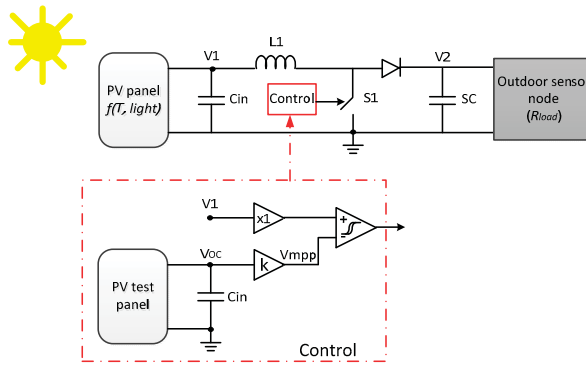 V1
L1
V2
PV panel
f(T, light)
Cin
Control
S1
SC
Outdoor senso
node
(Rload)
V1
x1
+
=
Voc
k
Vmpp
PV test
panel
Cin
Control